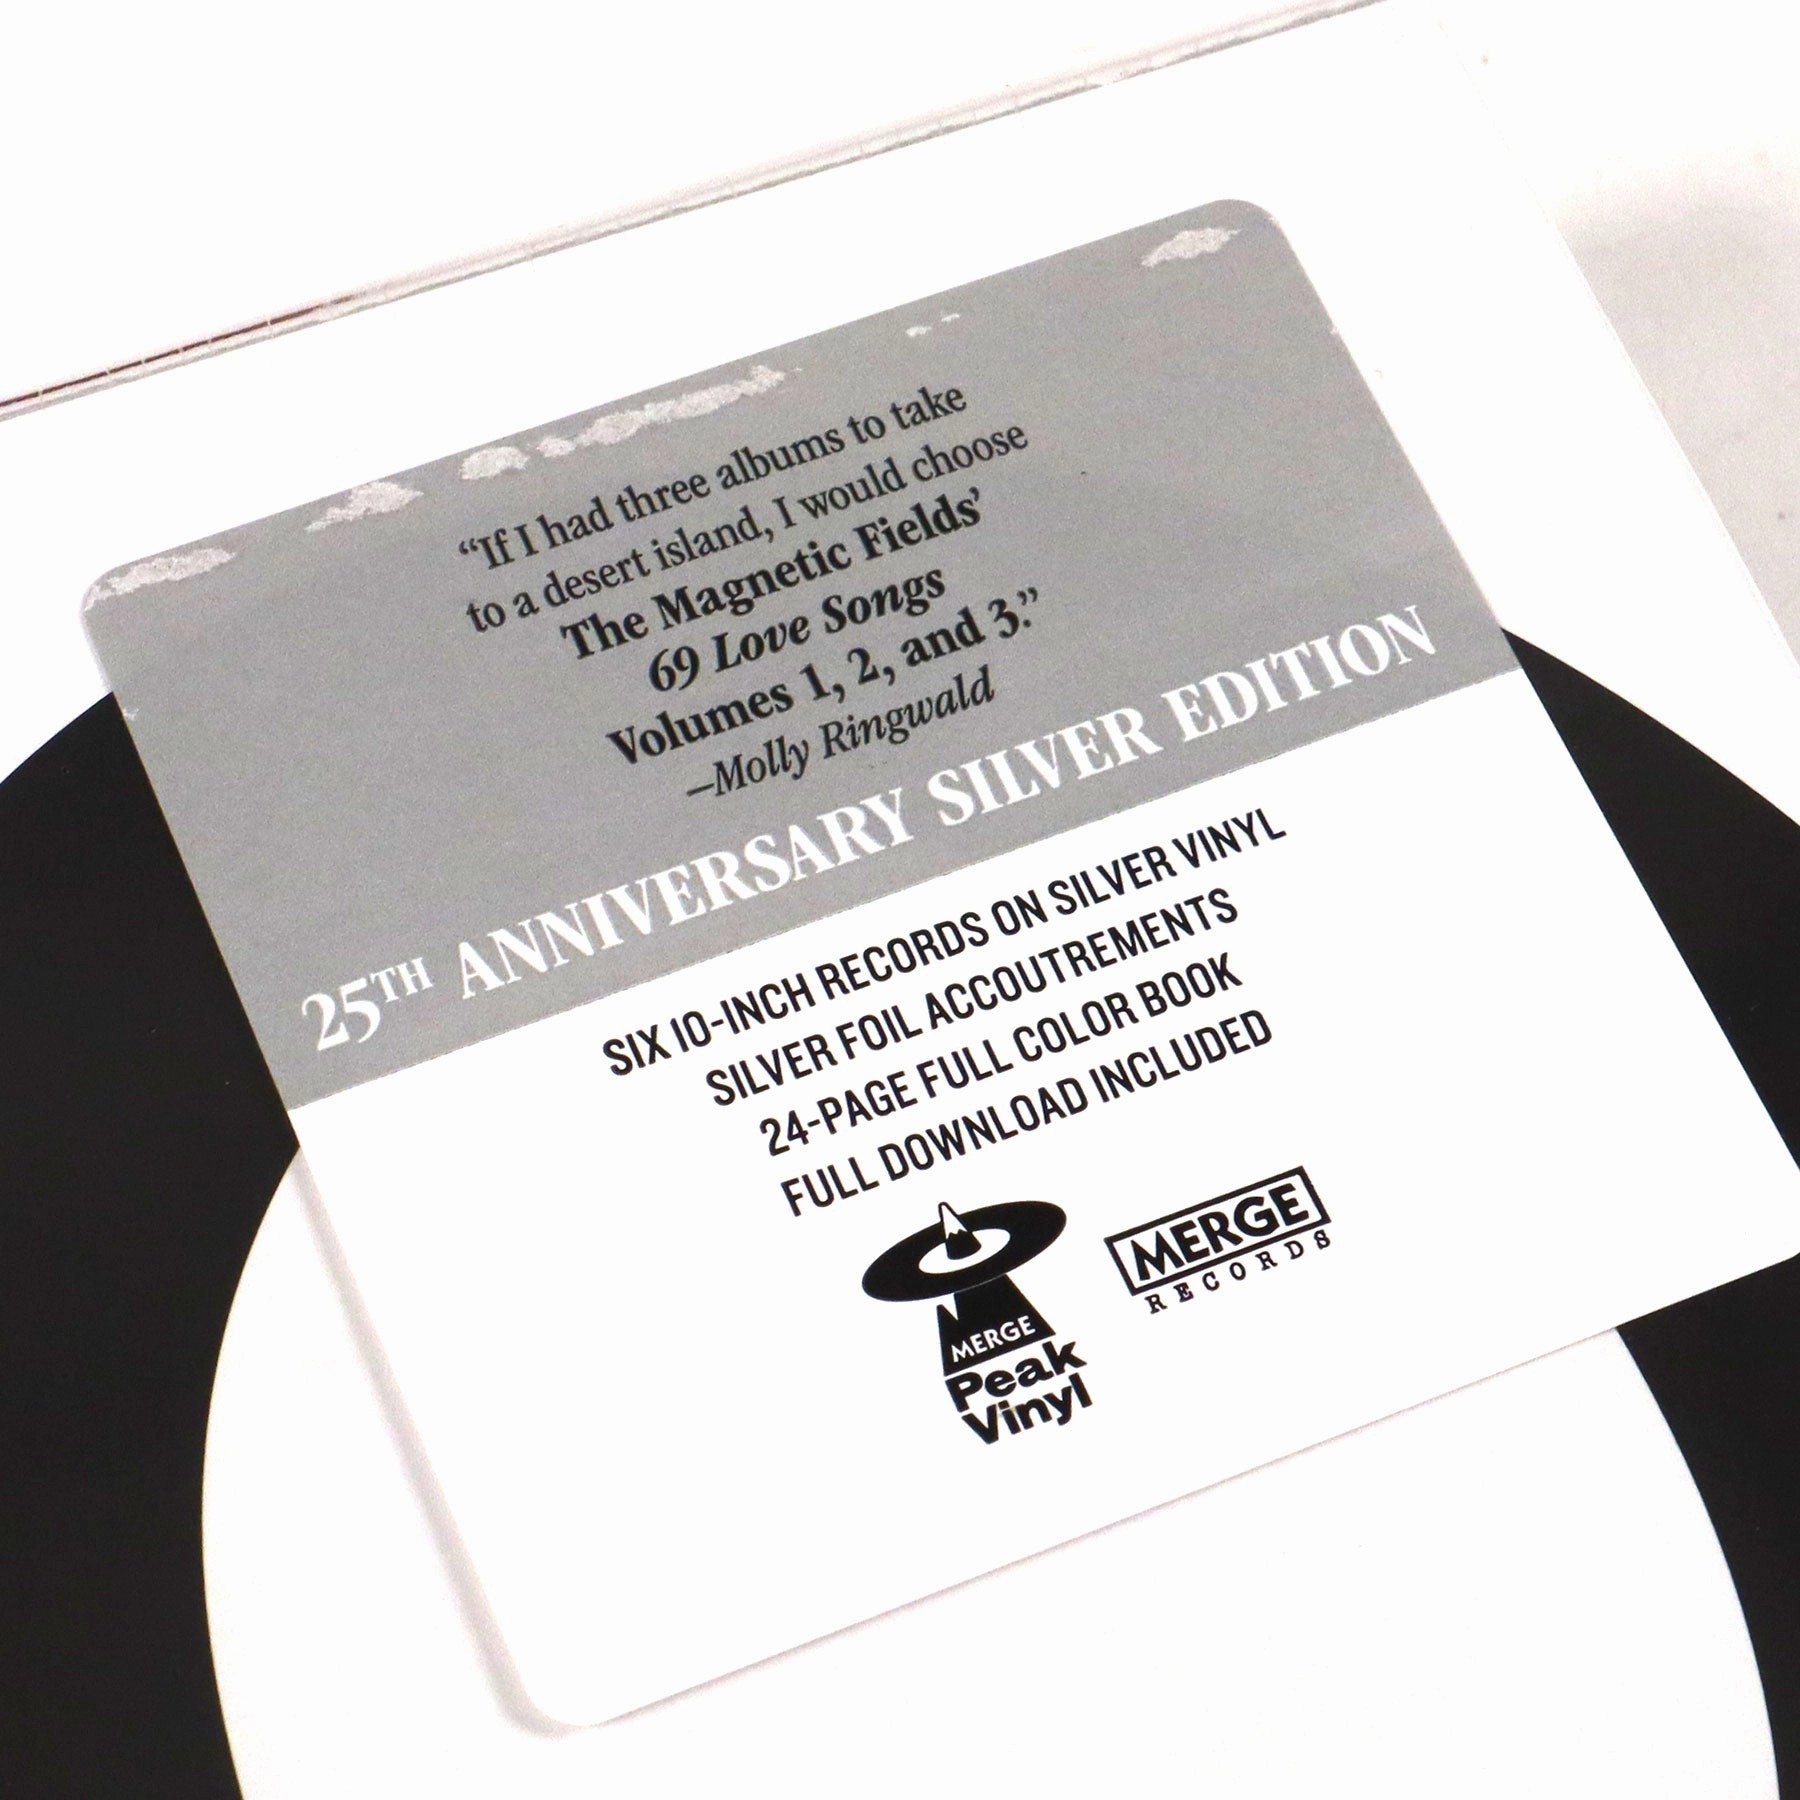 “If I had three albums to take
to a desert island, I would choose
The Magnetic Fields’
69 Love Songs
Volumes 1, 2, and 3.”
—Molly Ringwald
25TH ANNIVERSARY SILVER EDITION
SIX 10-INCH RECORDS ON SILVER VINYL
SILVER FOIL ACCOUTREMENTS
24-PAGE FULL COLOR BOOK
FULL DOWNLOAD INCLUDED
MERGE
Peak
Vinyl
MERGE
RECORDS